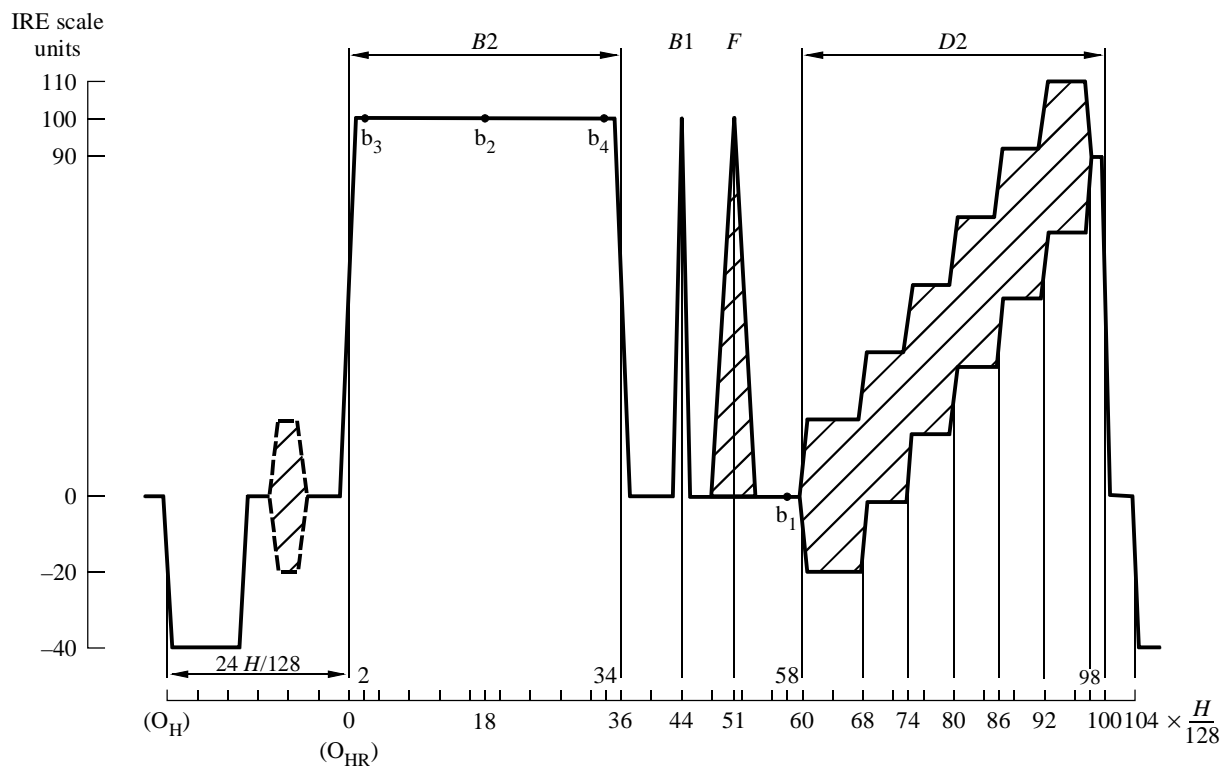 IRE scale
units
B2 B1 F D2
110
100
90
b3 b2 b4
0
b1
–20
–40
24 H/128 2 34 58 98
(OH) 0 18 36 44 51 60 68 74 80 86 92 100 104 × H/128
(OHR)